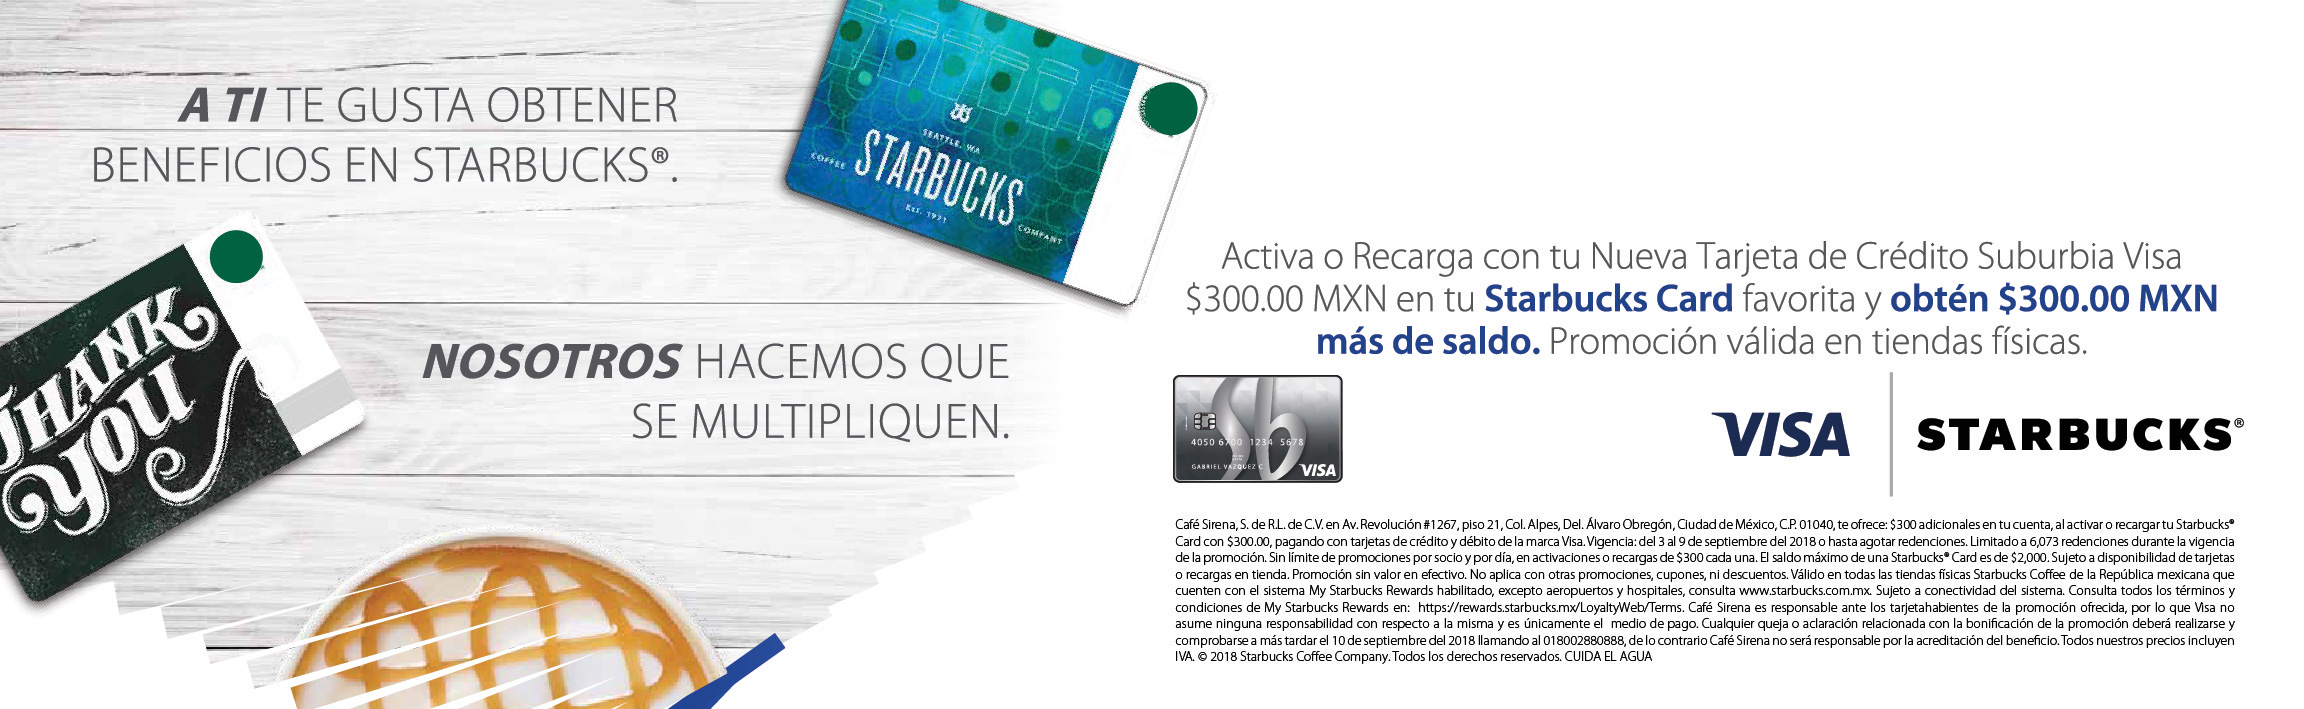 A TI TE GUSTA OBTENER
BENEFICIOS EN STARBUCKS®.
SEATTLE, WA
COFFEE STARBUCKS COMPANY
Est. 1971
THANK
YOU
NOSOTROS HACEMOS QUE
SE MULTIPLIQUEN.
Activa o Recarga con tu Nueva Tarjeta de Crédito Suburbia Visa
$300.00 MXN en tu Starbucks Card favorita y obtén $300.00 MXN
más de saldo. Promoción válida en tiendas físicas.
Sb
4050 6700 1234 5678
GABRIEL VAZQUEZ C
VISA
VISA
STARBUCKS®
Café Sirena, S. de R.L. de C.V. en Av. Revolución #1267, piso 21, Col. Alpes, Del. Álvaro Obregón, Ciudad de México, C.P. 01040, te ofrece: $300 adicionales en tu cuenta, al activar o recargar tu Starbucks®
Card con $300.00, pagando con tarjetas de crédito y débito de la marca Visa. Vigencia: del 3 al 9 de septiembre del 2018 o hasta agotar redenciones. Limitado a 6,073 redenciones durante la vigencia
de la promoción. Sin límite de promociones por socio y por día, en activaciones o recargas de $300 cada una. El saldo máximo de una Starbucks® Card es de $2,000. Sujeto a disponibilidad de tarjetas
o recargas en tienda. Promoción sin valor en efectivo. No aplica con otras promociones, cupones, ni descuentos. Válido en todas las tiendas físicas Starbucks Coffee de la República mexicana que
cuenten con el sistema My Starbucks Rewards habilitado, excepto aeropuertos y hospitales, consulta www.starbucks.com.mx. Sujeto a conectividad del sistema. Consulta todos los términos y
condiciones de My Starbucks Rewards en: https://rewards.starbucks.mx/LoyaltyWeb/Terms. Café Sirena es responsable ante los tarjetahabientes de la promoción ofrecida, por lo que Visa no
asume ninguna responsabilidad con respecto a la misma y es únicamente el medio de pago. Cualquier queja o aclaración relacionada con la bonificación de la promoción deberá realizarse y
comprobarse a más tardar el 10 de septiembre del 2018 llamando al 018002880888, de lo contrario Café Sirena no será responsable por la acreditación del beneficio. Todos nuestros precios incluyen
IVA. © 2018 Starbucks Coffee Company. Todos los derechos reservados. CUIDA EL AGUA